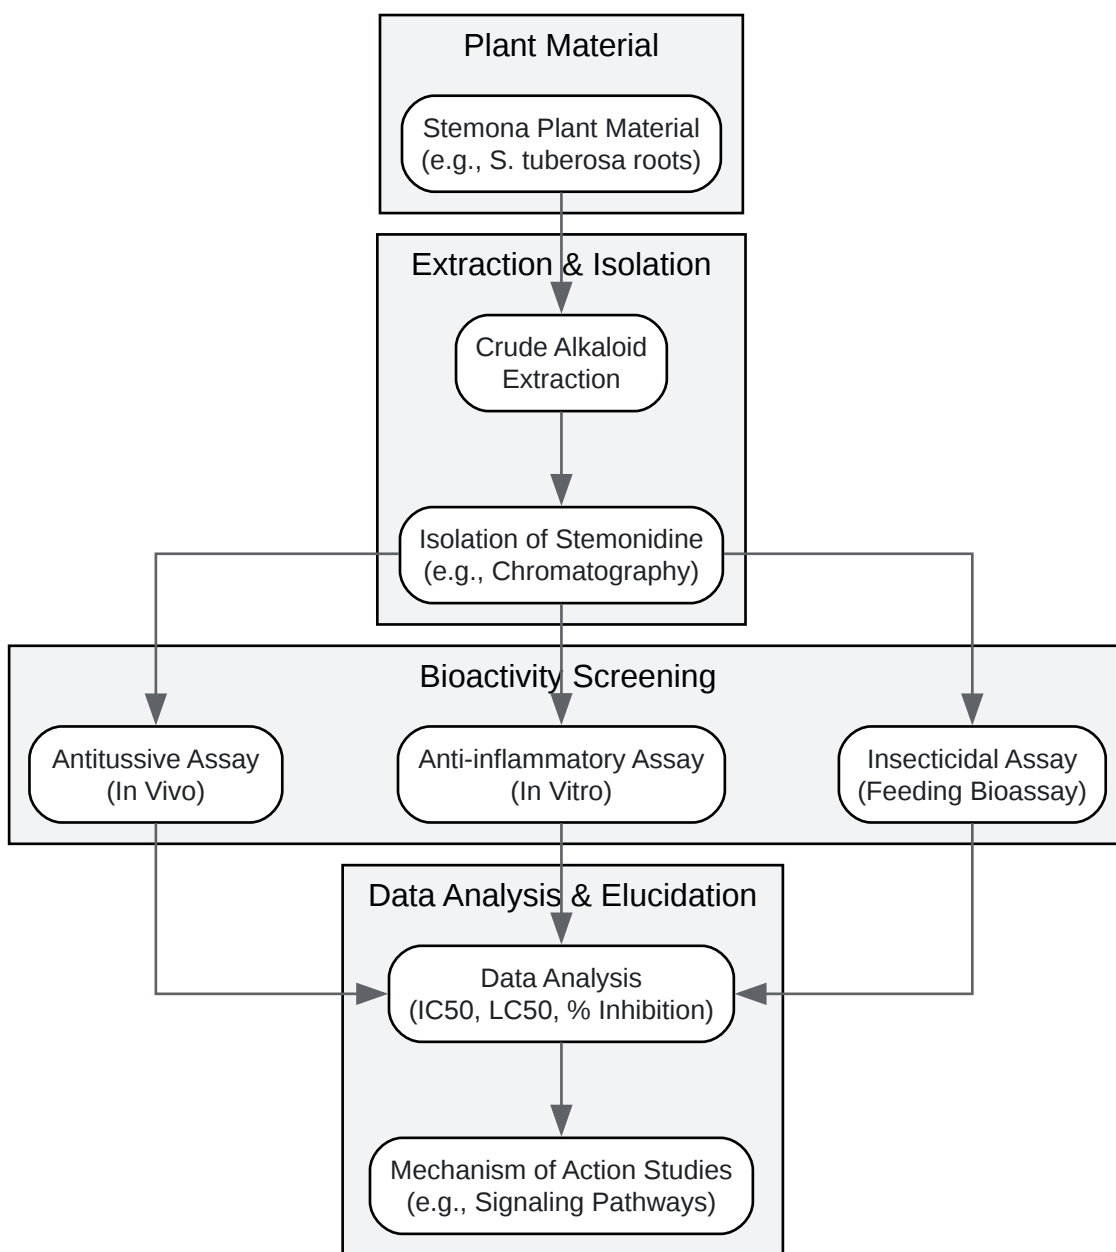 Plant Material
Stemona Plant Material
(e.g., S. tuberosa roots)
Extraction & Isolation
Crude Alkaloid
Extraction
Isolation of Stemonidine
(e.g., Chromatography)
Bioactivity Screening
Antitussive Assay
(In Vivo)
Anti-inflammatory Assay
(In Vitro)
Insecticidal Assay
(Feeding Bioassay)
Data Analysis & Elucidation
Data Analysis
(IC50, LC50, % Inhibition)
Mechanism of Action Studies
(e.g., Signaling Pathways)